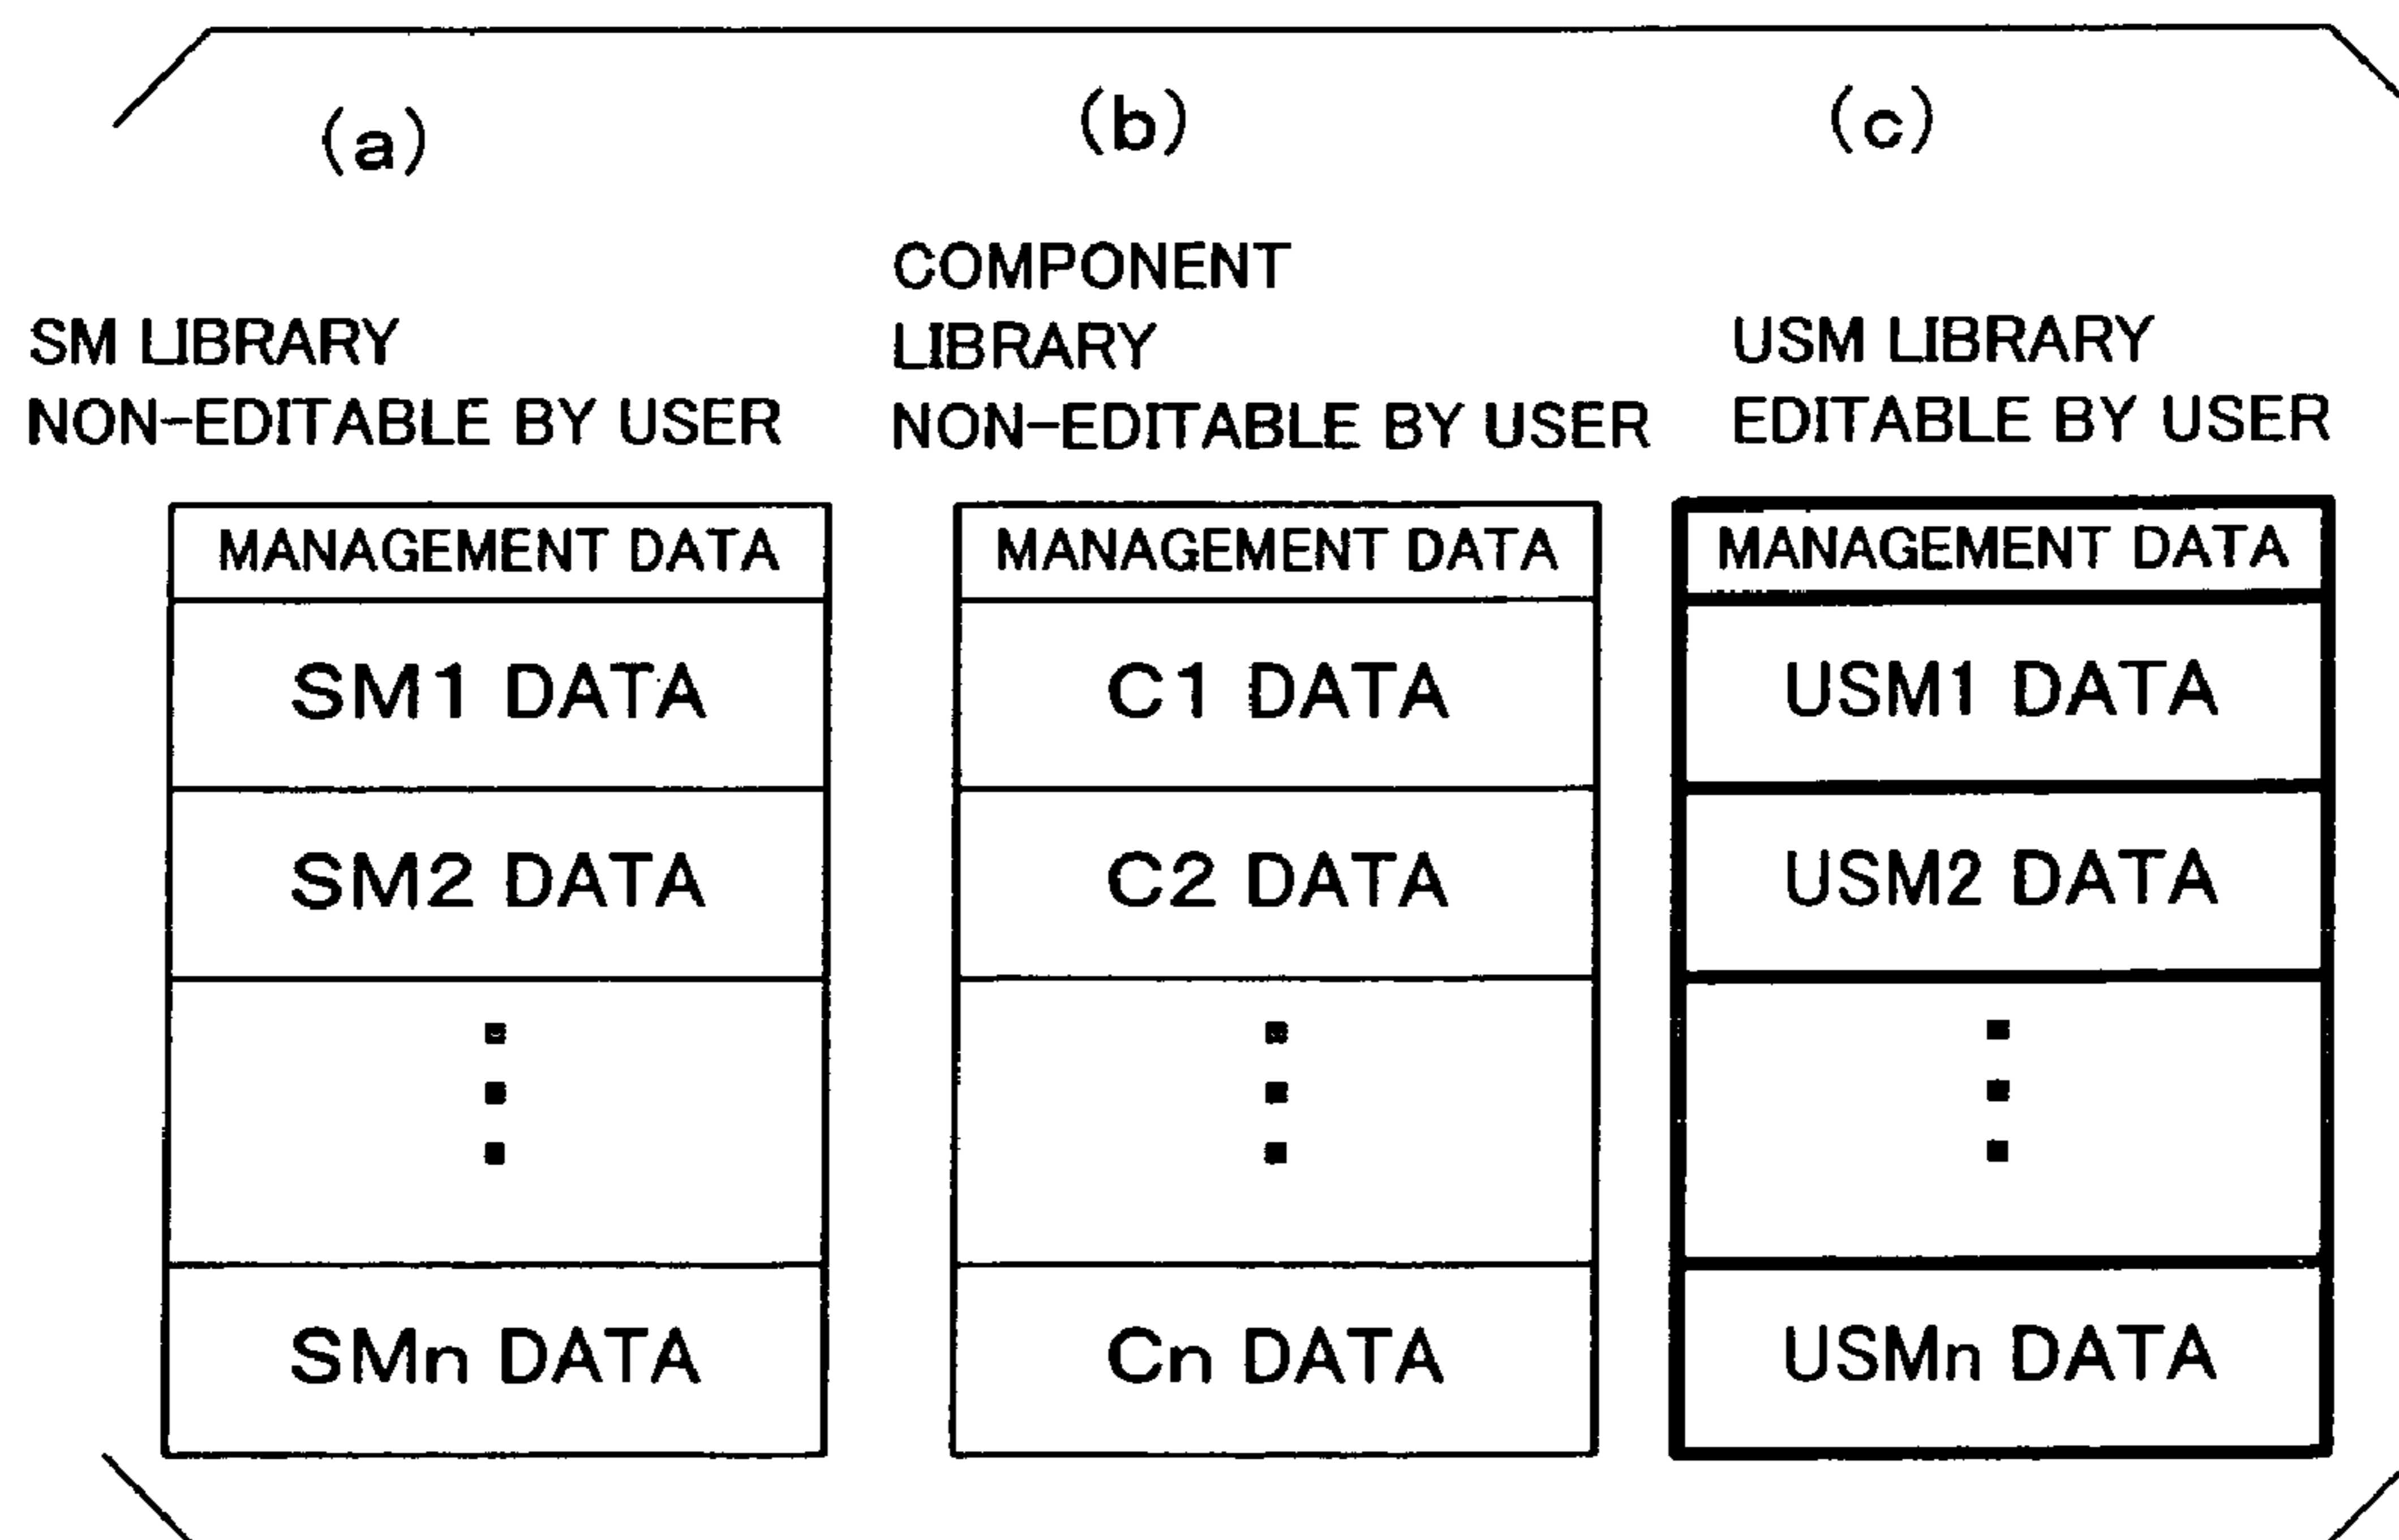 (a)
SM LIBRARY
NON-EDITABLE BY USER
MANAGEMENT DATA
SM1 DATA
SM2 DATA
SMn DATA
(b)
COMPONENT
LIBRARY
NON-EDITABLE BY USER
MANAGEMENT DATA
C1 DATA
C2 DATA
Cn DATA
(c)
USM LIBRARY
EDITABLE BY USER
MANAGEMENT DATA
USM1 DATA
USM2 DATA
USMn DATA